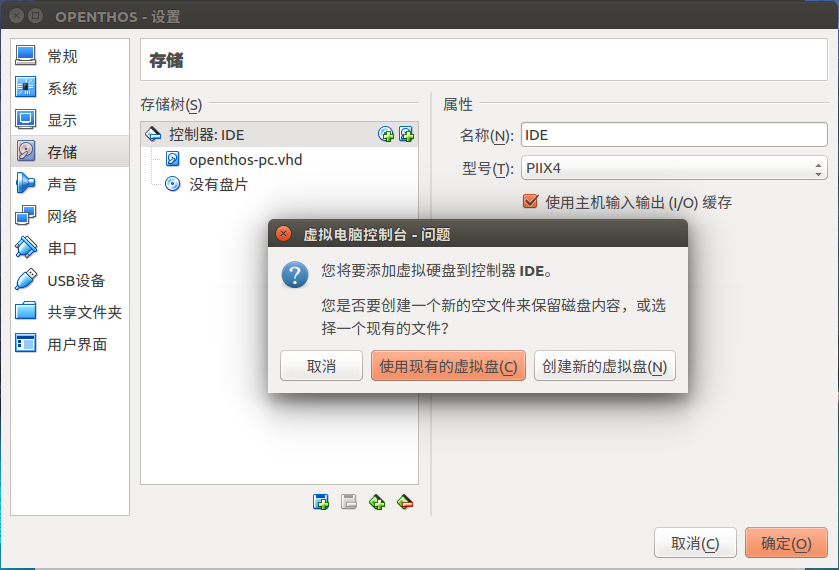 OPENTHOS - 设置
常规
系统
显示
存储
声音
网络
串口
USB设备
共享文件夹
用户界面
存储
存储树(S)
控制器: IDE
openthos-pc.vhd
没有盘片
属性
名称(N): IDE
型号(T): PIIX4
使用主机输入输出 (I/O) 缓存
虚拟电脑控制台 - 问题
您将要添加虚拟硬盘到控制器 IDE。
您是否要创建一个新的空文件来保留磁盘内容，或选
择一个现有的文件？
取消 使用现有的虚拟盘(C) 创建新的虚拟盘(N)
取消(C) 确定(O)